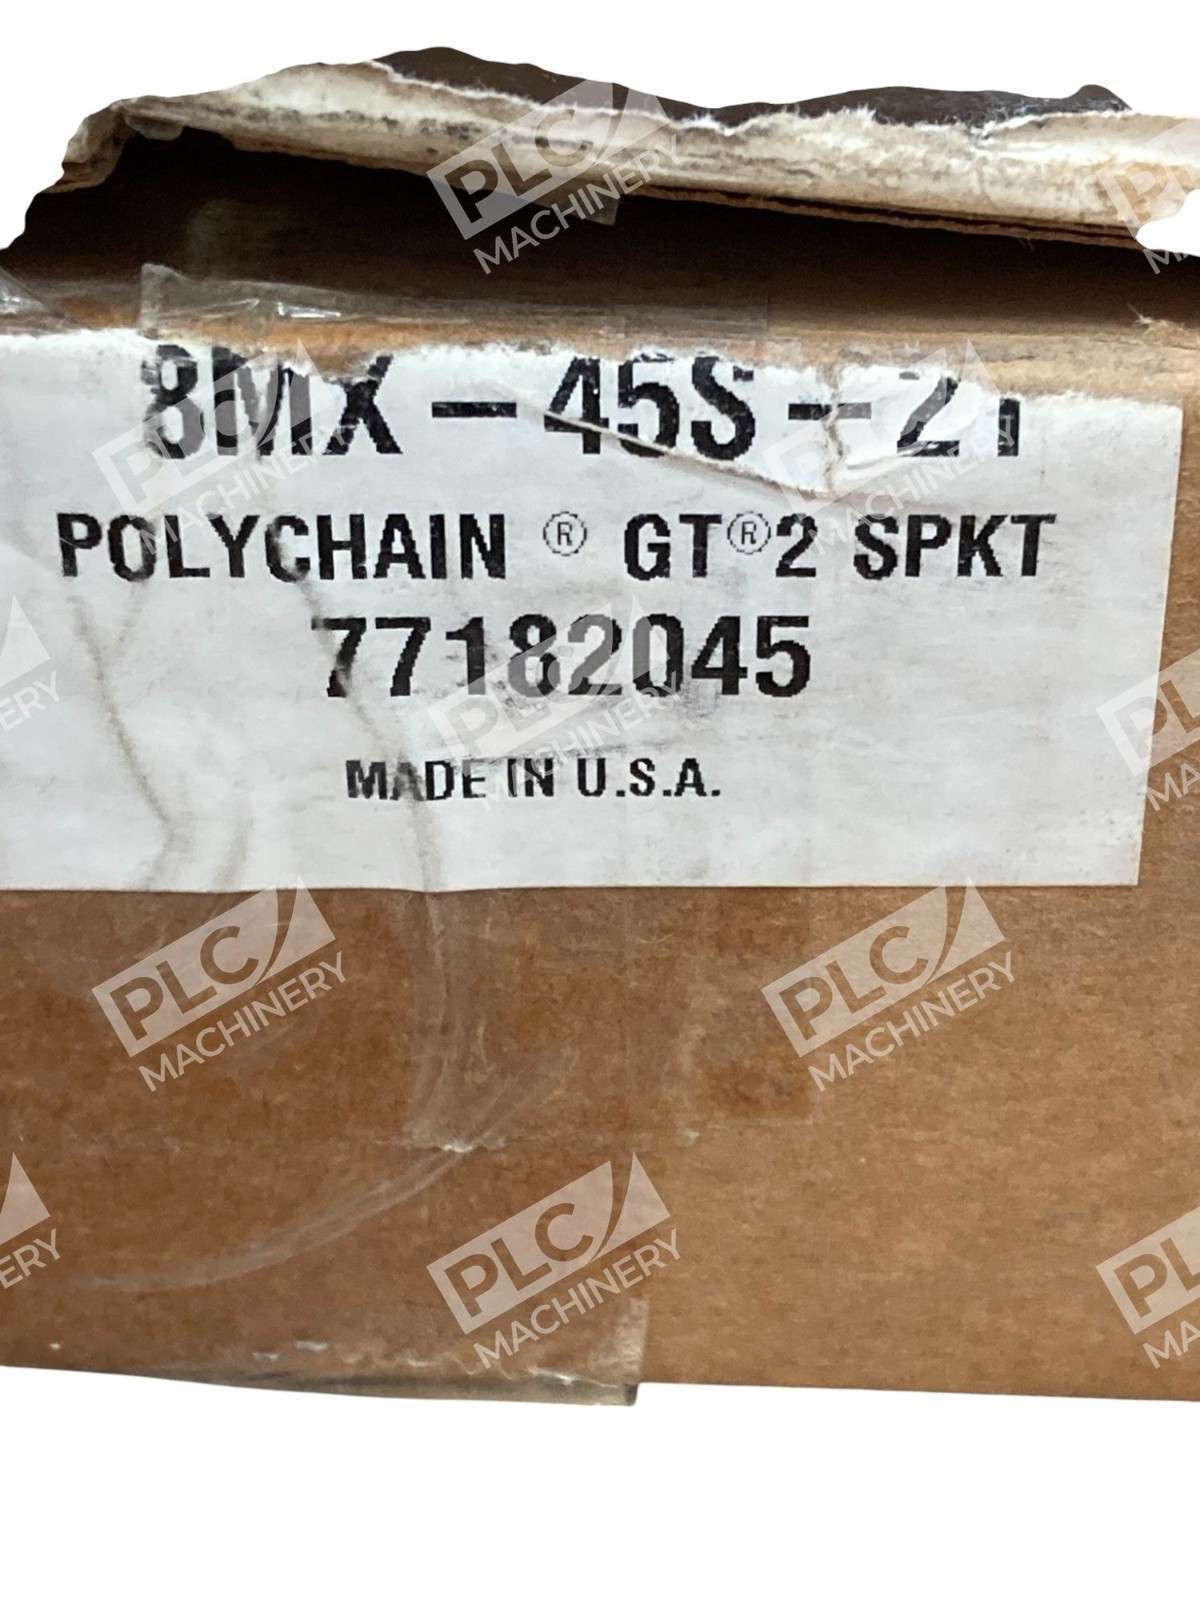 8MX-45S-21
POLYCHAIN ® GT®2 SPKT
77182045
MADE IN U.S.A.
PLC
MACHINERY